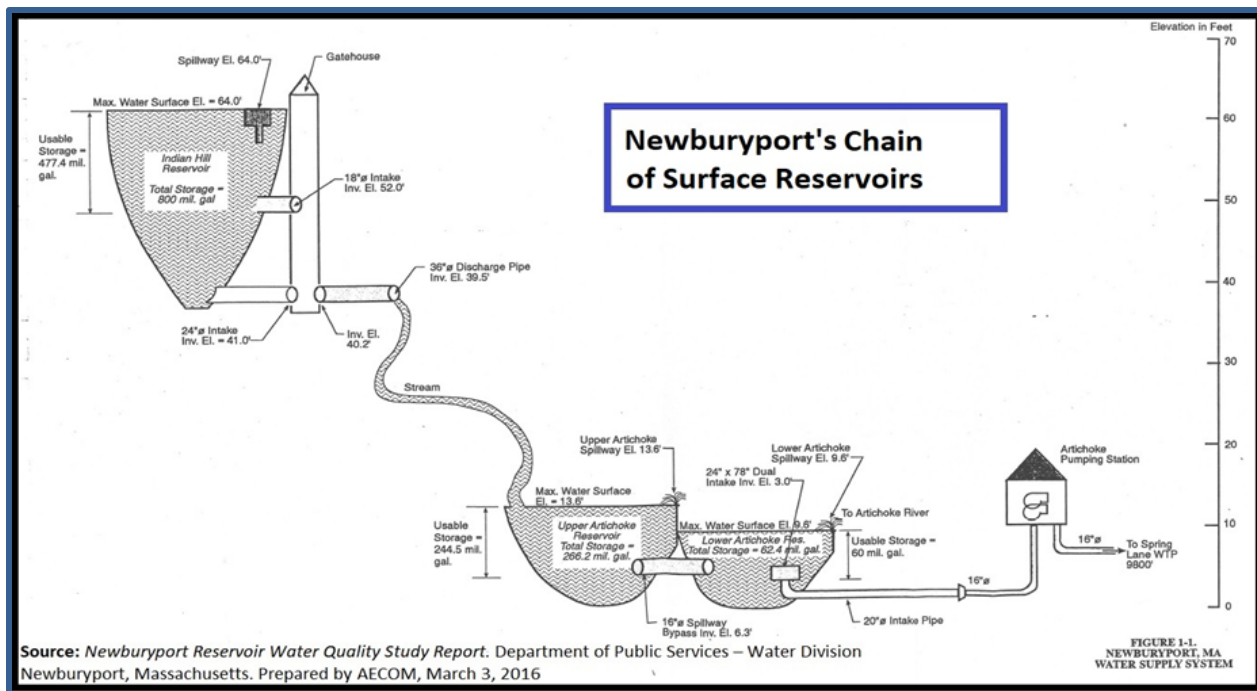 Elevation in Feet
70
60
50
40
30
20
10
0
Newburyport's Chain
of Surface Reservoirs
Spillway El. 64.0'
Gatehouse
Max. Water Surface El. = 64.0'
Usable
Storage =
477.4 mil.
gal.
Indian Hill
Reservoir
Total Storage =
800 mil. gal
18"ø Intake
Inv. El. 52.0'
36"ø Discharge Pipe
Inv. El. 39.5'
24"ø Intake
Inv. El. = 41.0'
Inv. El.
40.2'
Stream
Upper Artichoke
Spillway El. 13.6'
Lower Artichoke
Spillway El. 9.6'
24" x 78" Dual
Intake Inv. El. 3.0'
Artichoke
Pumping Station
Max. Water Surface
El. = 13.6'
To Artichoke River
Usable
Storage =
244.5 mil.
gal.
Upper Artichoke
Reservoir
Total Storage =
266.2 mil. gal.
Max. Water Surface El. 9.6'
Lower Artichoke Res.
Total Storage = 62.4 mil. gal.
Usable Storage =
60 mil. gal.
16"ø
To Spring
Lane WTP
9800'
16"ø
16"ø Spillway
Bypass Inv. El. 6.3'
20"ø Intake Pipe
Source: Newburyport Reservoir Water Quality Study Report. Department of Public Services – Water Division
Newburyport, Massachusetts. Prepared by AECOM, March 3, 2016
FIGURE 1-1.
NEWBURYPORT, MA
WATER SUPPLY SYSTEM